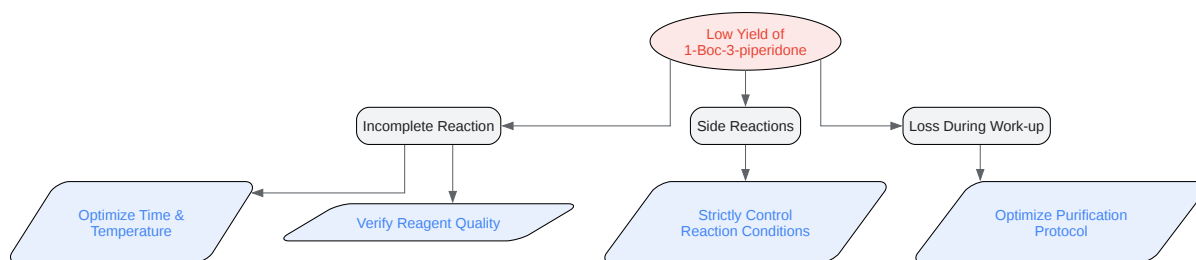 Low Yield of
1-Boc-3-piperidone
Incomplete Reaction
Side Reactions
Loss During Work-up
Optimize Time &
Temperature
Verify Reagent Quality
Strictly Control
Reaction Conditions
Optimize Purification
Protocol